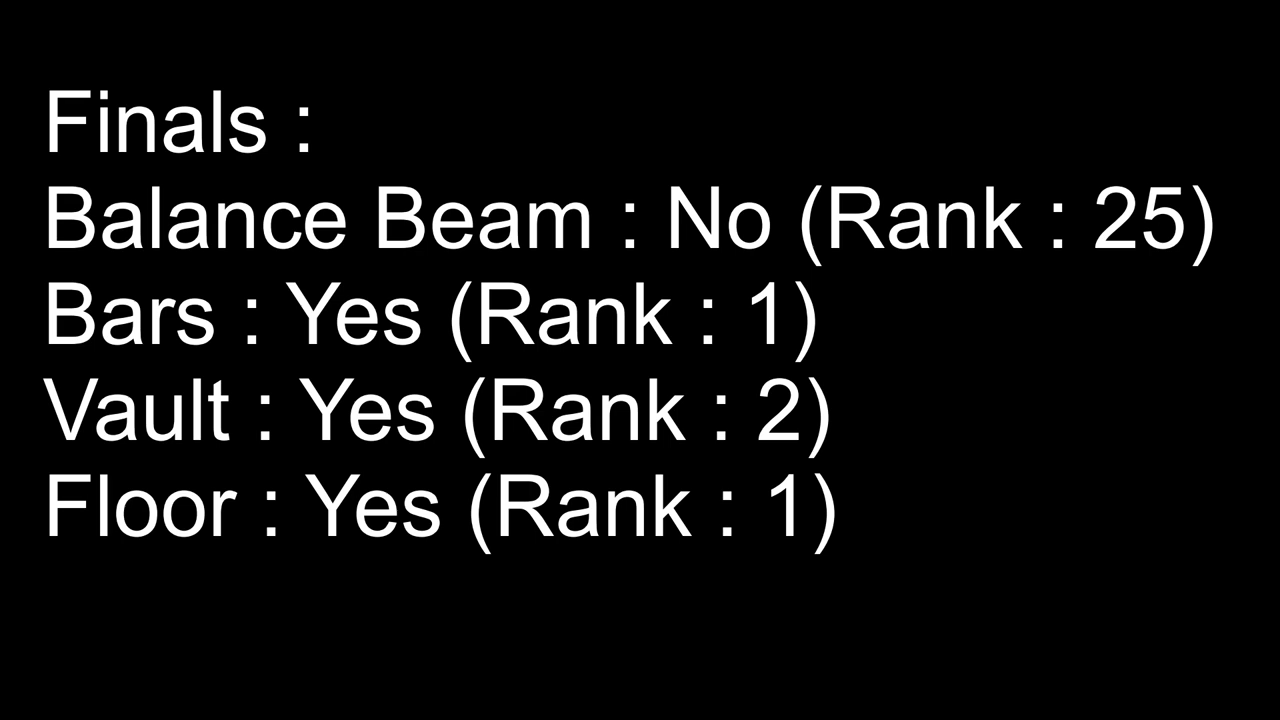 Finals :
Balance Beam : No (Rank : 25)
Bars : Yes (Rank : 1)
Vault : Yes (Rank : 2)
Floor : Yes (Rank : 1)